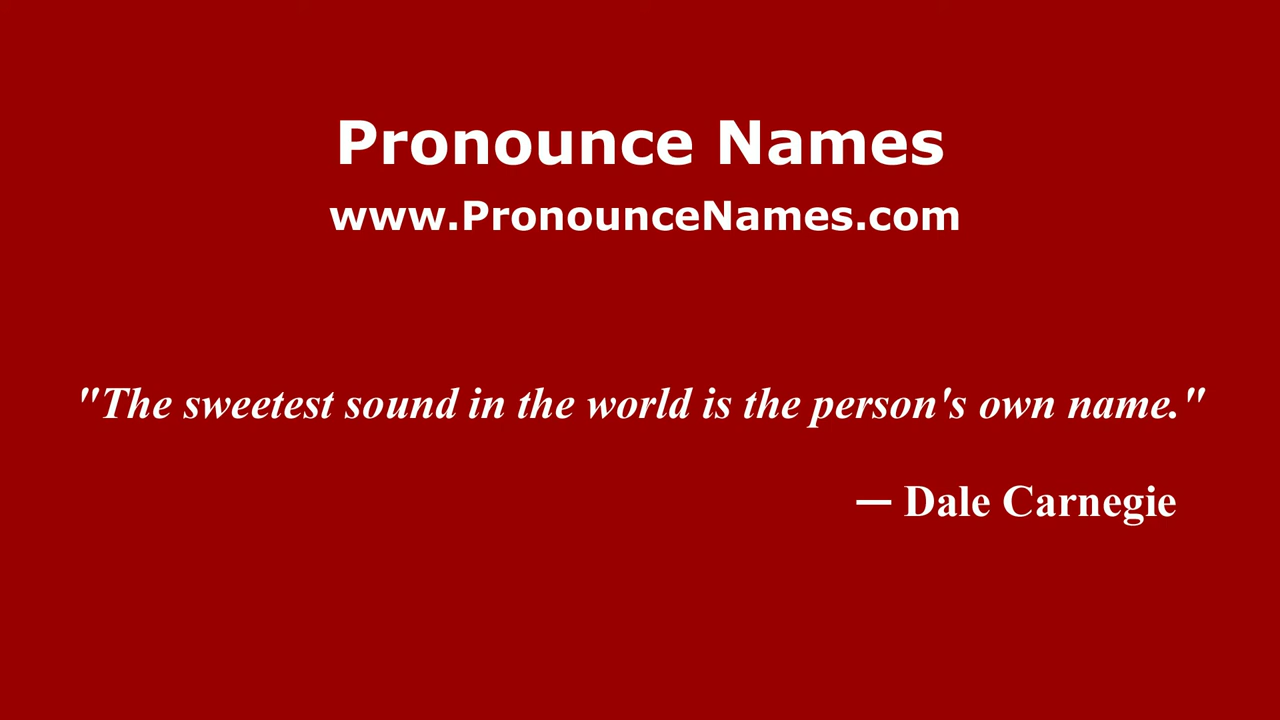 Pronounce Names
www.PronounceNames.com
"The sweetest sound in the world is the person's own name."
— Dale Carnegie